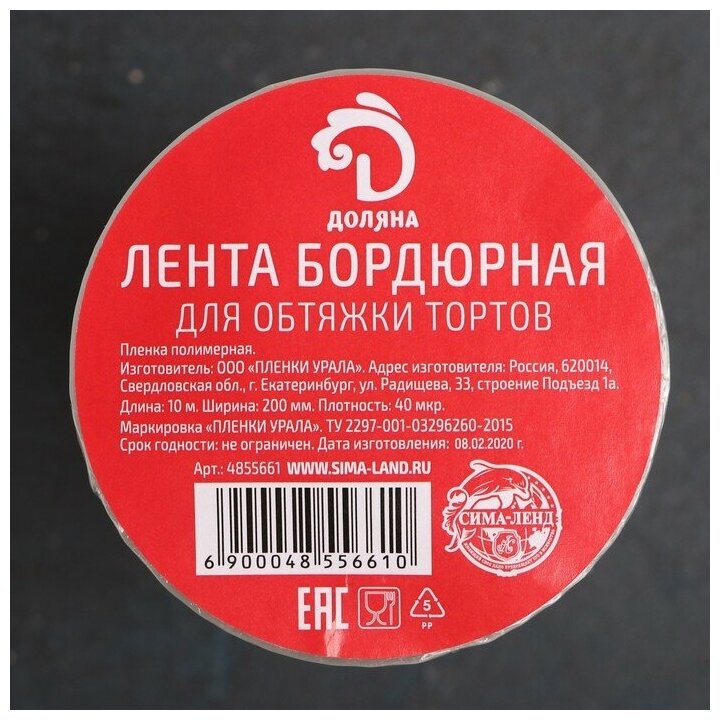 ДОЛЯНА
ЛЕНТА БОРДЮРНАЯ
ДЛЯ ОБТЯЖКИ ТОРТОВ
Пленка полимерная.
Изготовитель: ООО «ПЛЕНКИ УРАЛА». Адрес изготовителя: Россия, 620014,
Свердловская обл., г. Екатеринбург, ул. Радищева, 33, строение Подъезд 1а.
Длина: 10 м. Ширина: 200 мм. Плотность: 40 мкр.
Маркировка «ПЛЕНКИ УРАЛА». ТУ 2297-001-03296260-2015
Срок годности: не ограничен. Дата изготовления: 08.02.2020 г.
Арт.: 4855661 WWW.SIMA-LAND.RU
СИМА-ЛЕНД
6 900048 556610
ЕАС
5
PP